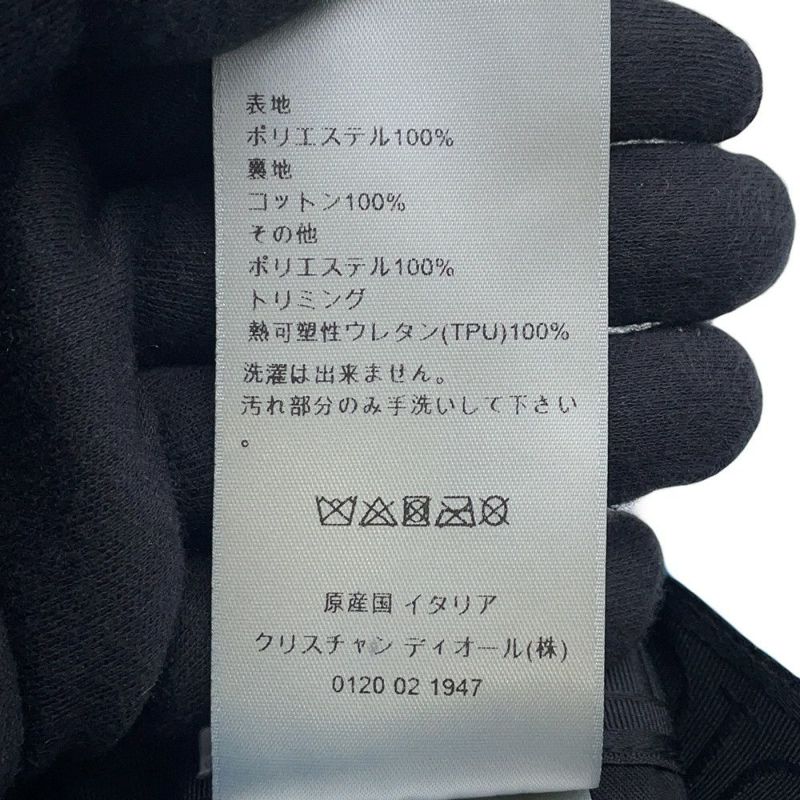 表地
ポリエステル100%
裏地
コットン100%
その他
ポリエステル100%
トリミング
熱可塑性ウレタン(TPU)100%
洗濯は出来ません。
汚れ部分のみ手洗いして下さい
。
原産国 イタリア
クリスチャン ディオール(株)
0120 02 1947